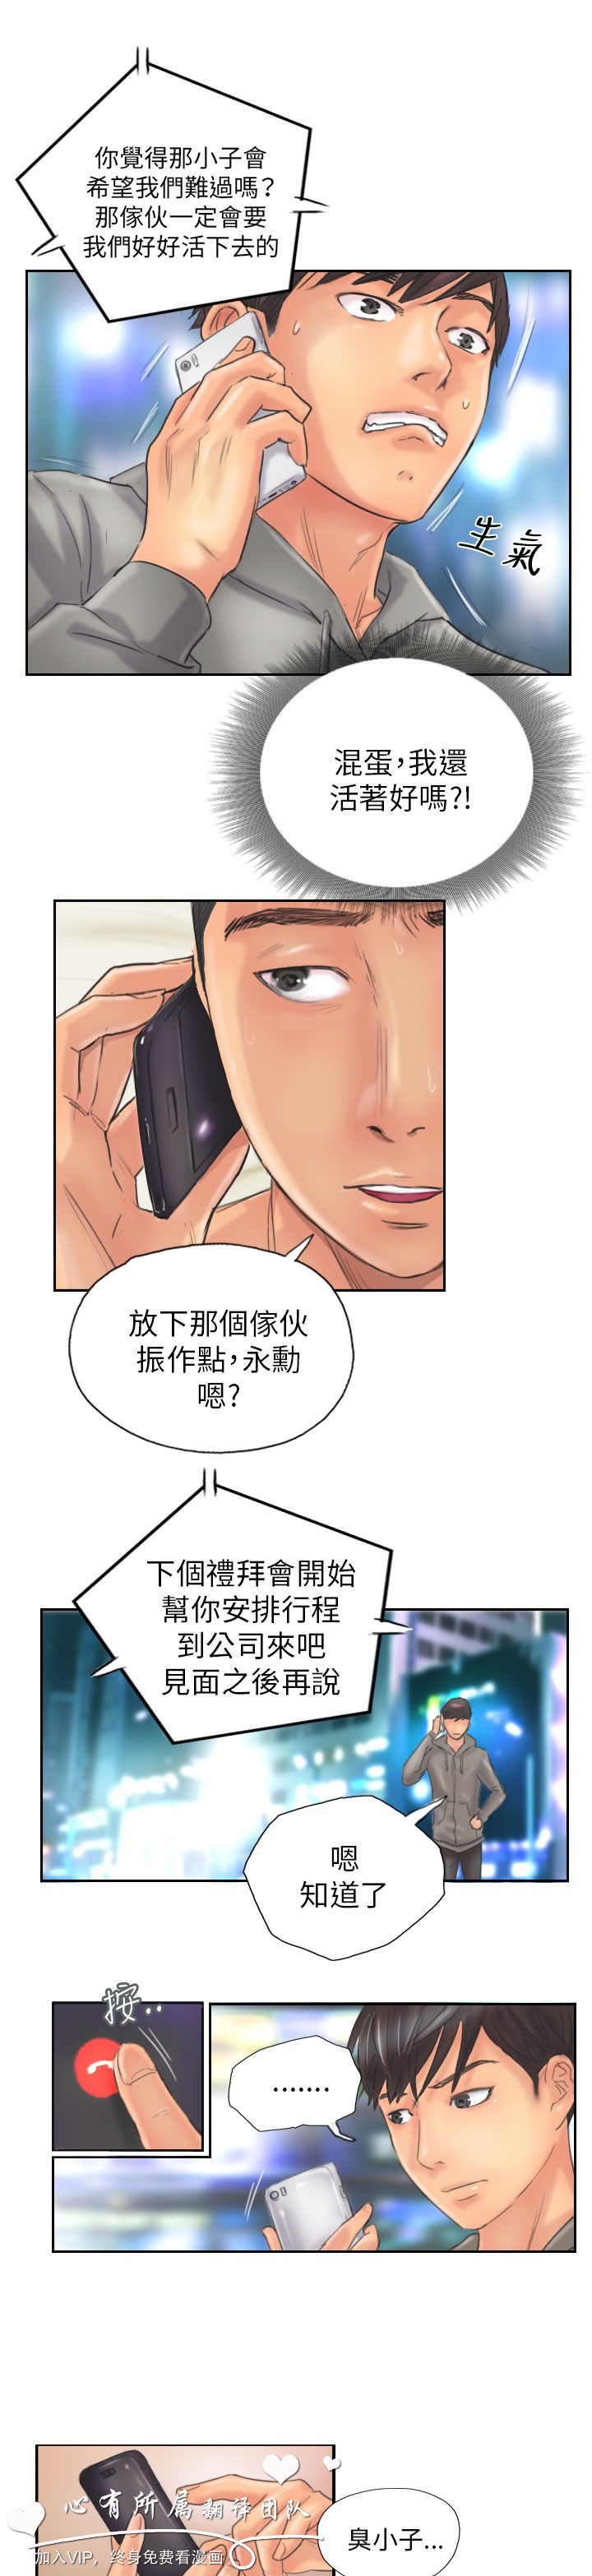 你覺得那小子會
希望我們難過嗎?
那傢伙一定會要
我們好好活下去的
生氣
混蛋,我還
活著好嗎?!
放下那個傢伙
振作點,永勳
嗯?
下個禮拜會開始
幫你安排行程
到公司來吧
見面之後再說
嗯
知道了
按..
.......
心有所属翻译团队
加入VIP，终身免费看漫画
臭小子...